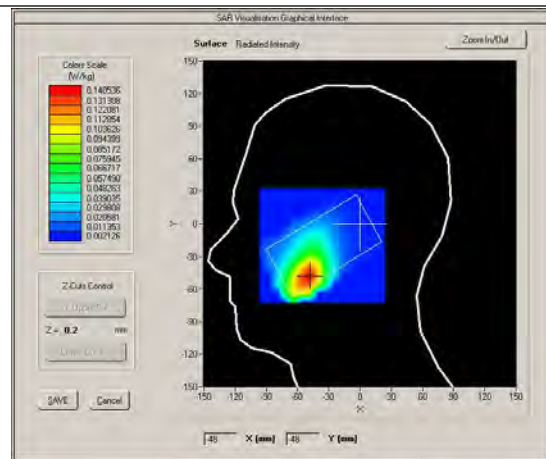 SAR Visualisation Graphical Interface
Surface Radiated Intensity
Zoom In/Out
Colors Scale
(W/kg)
0.140536
0.131308
0.122081
0.112854
0.103626
0.094399
0.085172
0.075945
0.066717
0.057490
0.048263
0.039035
0.029808
0.020581
0.011353
0.002126
Z-Cuts Control
Z = 0.2 mm
SAVE
Cancel
150
120
90
60
30
0
-30
-60
-90
-120
150
Y
-150 -120 -90 -60 -30 0 30 60 90 120 150
X
-48 X (mm) -48 Y (mm)